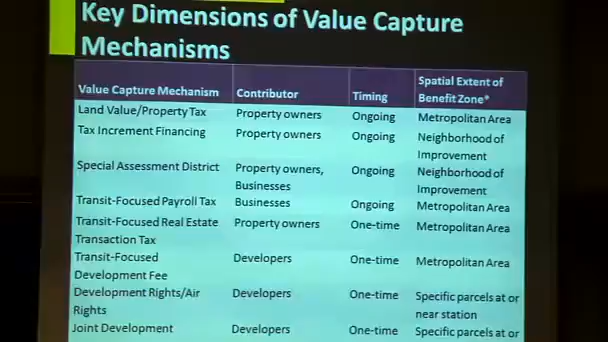 Key Dimensions of Value Capture
Mechanisms
Value Capture Mechanism Contributor Timing Spatial Extent of
Benefit Zone*
Land Value/Property Tax Property owners Ongoing Metropolitan Area
Tax Increment Financing Property owners Ongoing Neighborhood of
Improvement
Special Assessment District Property owners, Ongoing Neighborhood of
Businesses Improvement
Transit-Focused Payroll Tax Businesses Ongoing Metropolitan Area
Transit-Focused Real Estate Property owners One-time Metropolitan Area
Transaction Tax
Transit-Focused Developers One-time Metropolitan Area
Development Fee
Development Rights/Air Developers One-time Specific parcels at or
Rights near station
Joint Development Developers One-time Specific parcels at or